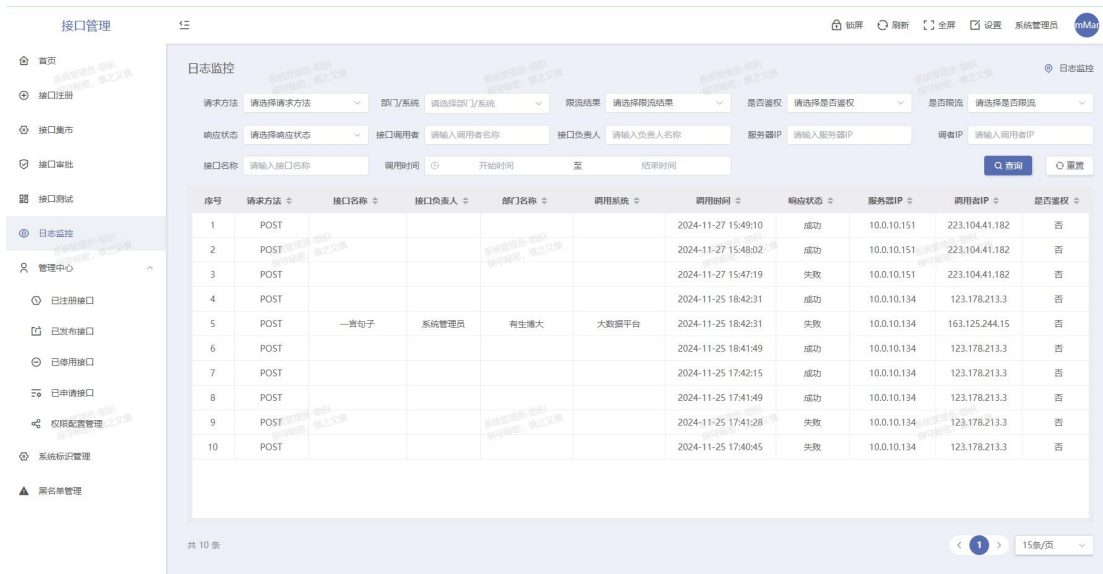 接口管理
锁屏 刷新 全屏 设置 系统管理员 mMar
首页
接口注册
接口集市
接口审批
接口测试
日志监控
管理中心
已注册接口
已发布接口
已停用接口
已申请接口
权限配置管理
系统标识管理
黑名单管理
日志监控 日志监控
请求方法 请选择请求方法 部门/系统 请选择部门/系统 限流结果 请选择限流结果 是否鉴权 请选择是否鉴权 是否限流 请选择是否限流
响应状态 请选择响应状态 接口调用者 请输入调用者名称 接口负责人 请输入负责人名称 服务器IP 请输入服务器IP 调者IP 请输入调用者IP
接口名称 请输入接口名称 调用时间 开始时间 至 结束时间 查询 重置
序号 请求方法 接口名称 接口负责人 部门名称 调用系统 调用时间 响应状态 服务器IP 调用者IP 是否鉴权
1 POST 2024-11-27 15:49:10 成功 10.0.10.151 223.104.41.182 否
2 POST 2024-11-27 15:48:02 成功 10.0.10.151 223.104.41.182 否
3 POST 2024-11-27 15:47:19 失败 10.0.10.151 223.104.41.182 否
4 POST 2024-11-25 18:42:31 成功 10.0.10.134 123.178.213.3 否
5 POST 一言句子 系统管理员 有生博大 大数据平台 2024-11-25 18:42:31 失败 10.0.10.134 163.125.244.15 否
6 POST 2024-11-25 18:41:49 成功 10.0.10.134 123.178.213.3 否
7 POST 2024-11-25 17:42:15 成功 10.0.10.134 123.178.213.3 否
8 POST 2024-11-25 17:41:49 成功 10.0.10.134 123.178.213.3 否
9 POST 2024-11-25 17:41:28 失败 10.0.10.134 123.178.213.3 否
10 POST 2024-11-25 17:40:45 失败 10.0.10.134 123.178.213.3 否
共 10 条 1 15条/页
系统管理员-组织
保守秘密，慎之又慎